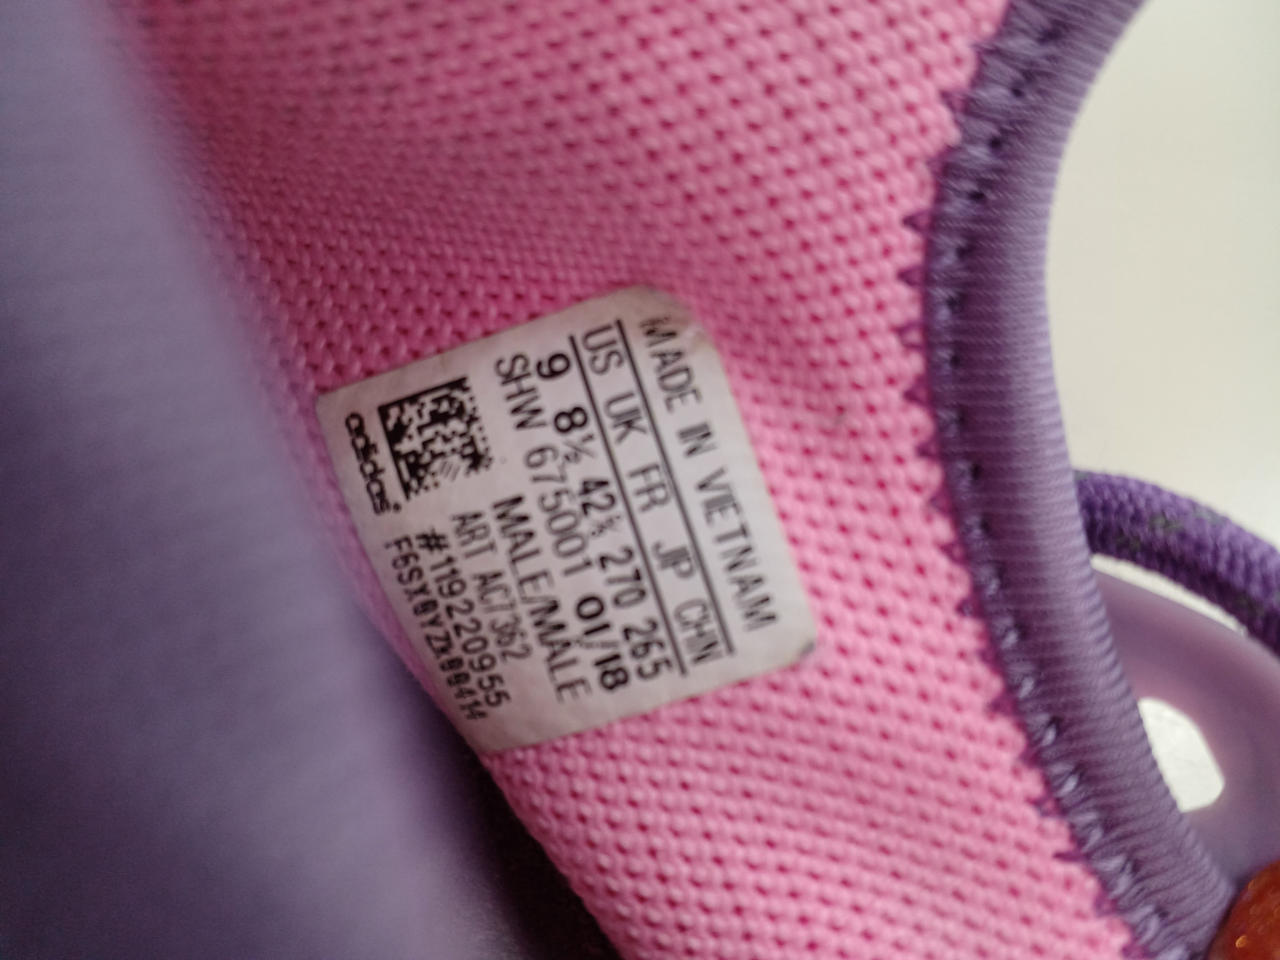 MADE IN VIETNAM
US UK FR JP CHN
9 8½ 42⅔ 270 265
SHW 675001 01/18
MALE/MALE
ART AC7362
#119220955
adidas®